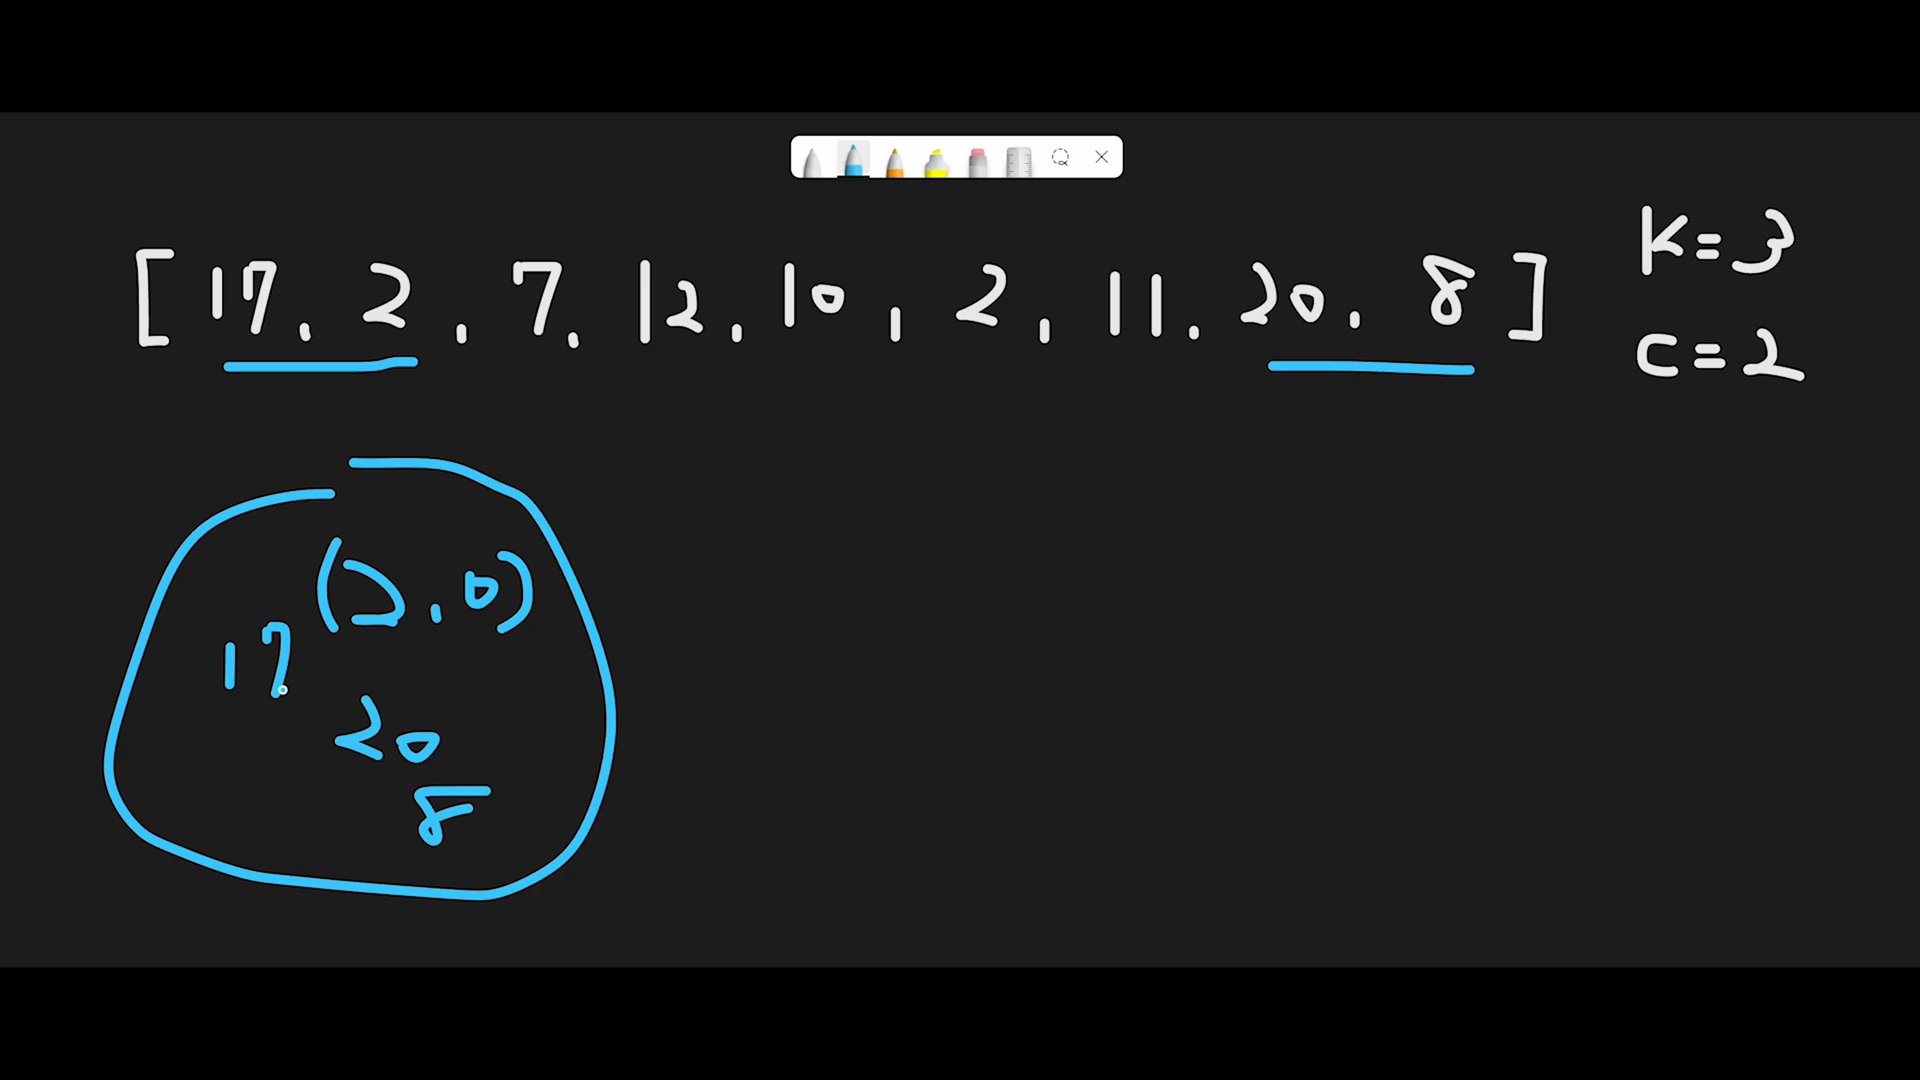 [17, 2, 7, 12, 10, 2, 11, 20, 8]
K=3
C=2
(2,0)
17
20
8